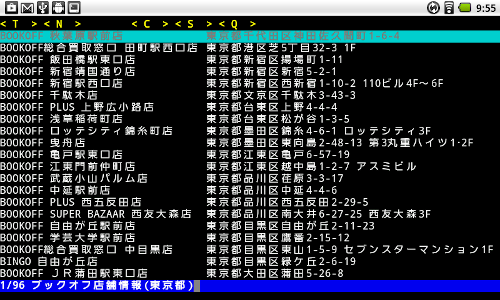 9:55
<T> <N> <C> <S> <Q>
BOOKOFF 秋葉原駅前店 東京都千代田区神田佐久間町1-6-4
BOOKOFF総合買取窓口 田町駅西口店 東京都港区芝5丁目32-3 1F
BOOKOFF 飯田橋駅東口店 東京都新宿区揚場町1-11
BOOKOFF 新宿靖国通り店 東京都新宿区新宿5-2-1
BOOKOFF 新宿駅西口店 東京都新宿区西新宿1-10-2 110ビル4F～6F
BOOKOFF 千駄木店 東京都文京区千駄木3-43-3
BOOKOFF PLUS 上野広小路店 東京都台東区上野4-4-4
BOOKOFF 浅草稲荷町店 東京都台東区松が谷1-3-5
BOOKOFF ロッテシティ錦糸町店 東京都墨田区錦糸4-6-1 ロッテシティ3F
BOOKOFF 曳舟店 東京都墨田区東向島2-48-13 第3丸重ハイツ1･2F
BOOKOFF 亀戸駅東口店 東京都江東区亀戸6-57-19
BOOKOFF 江東門前仲町店 東京都江東区越中島1-2-7 アスミビル
BOOKOFF 武蔵小山パルム店 東京都品川区荏原3-3-17
BOOKOFF 中延駅前店 東京都品川区中延4-4-6
BOOKOFF PLUS 西五反田店 東京都品川区西五反田2-29-5
BOOKOFF SUPER BAZAAR 西友大森店 東京都品川区南大井6-27-25 西友大森3F
BOOKOFF 自由が丘駅前店 東京都目黒区自由が丘2-11-23
BOOKOFF 学芸大学駅前店 東京都目黒区鷹番2-15-12
BOOKOFF総合買取窓口 中目黒店 東京都目黒区東山1-5-9 セブンスターマンション1F
BINGO 自由が丘店 東京都目黒区緑ケ丘2-6-19
BOOKOFF ＪＲ蒲田駅東口店 東京都大田区蒲田5-26-8
1/96 ブックオフ店舗情報(東京都)